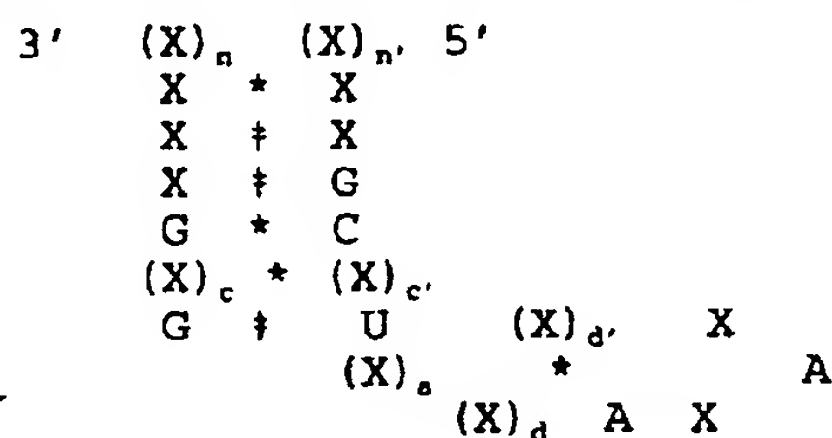 3' (X)n (X)n' 5'
X * X
X ‡ X
X ‡ G
G * C
(X)c * (X)c'
G ‡ U (X)d' X
(X)a * A
(X)d A X